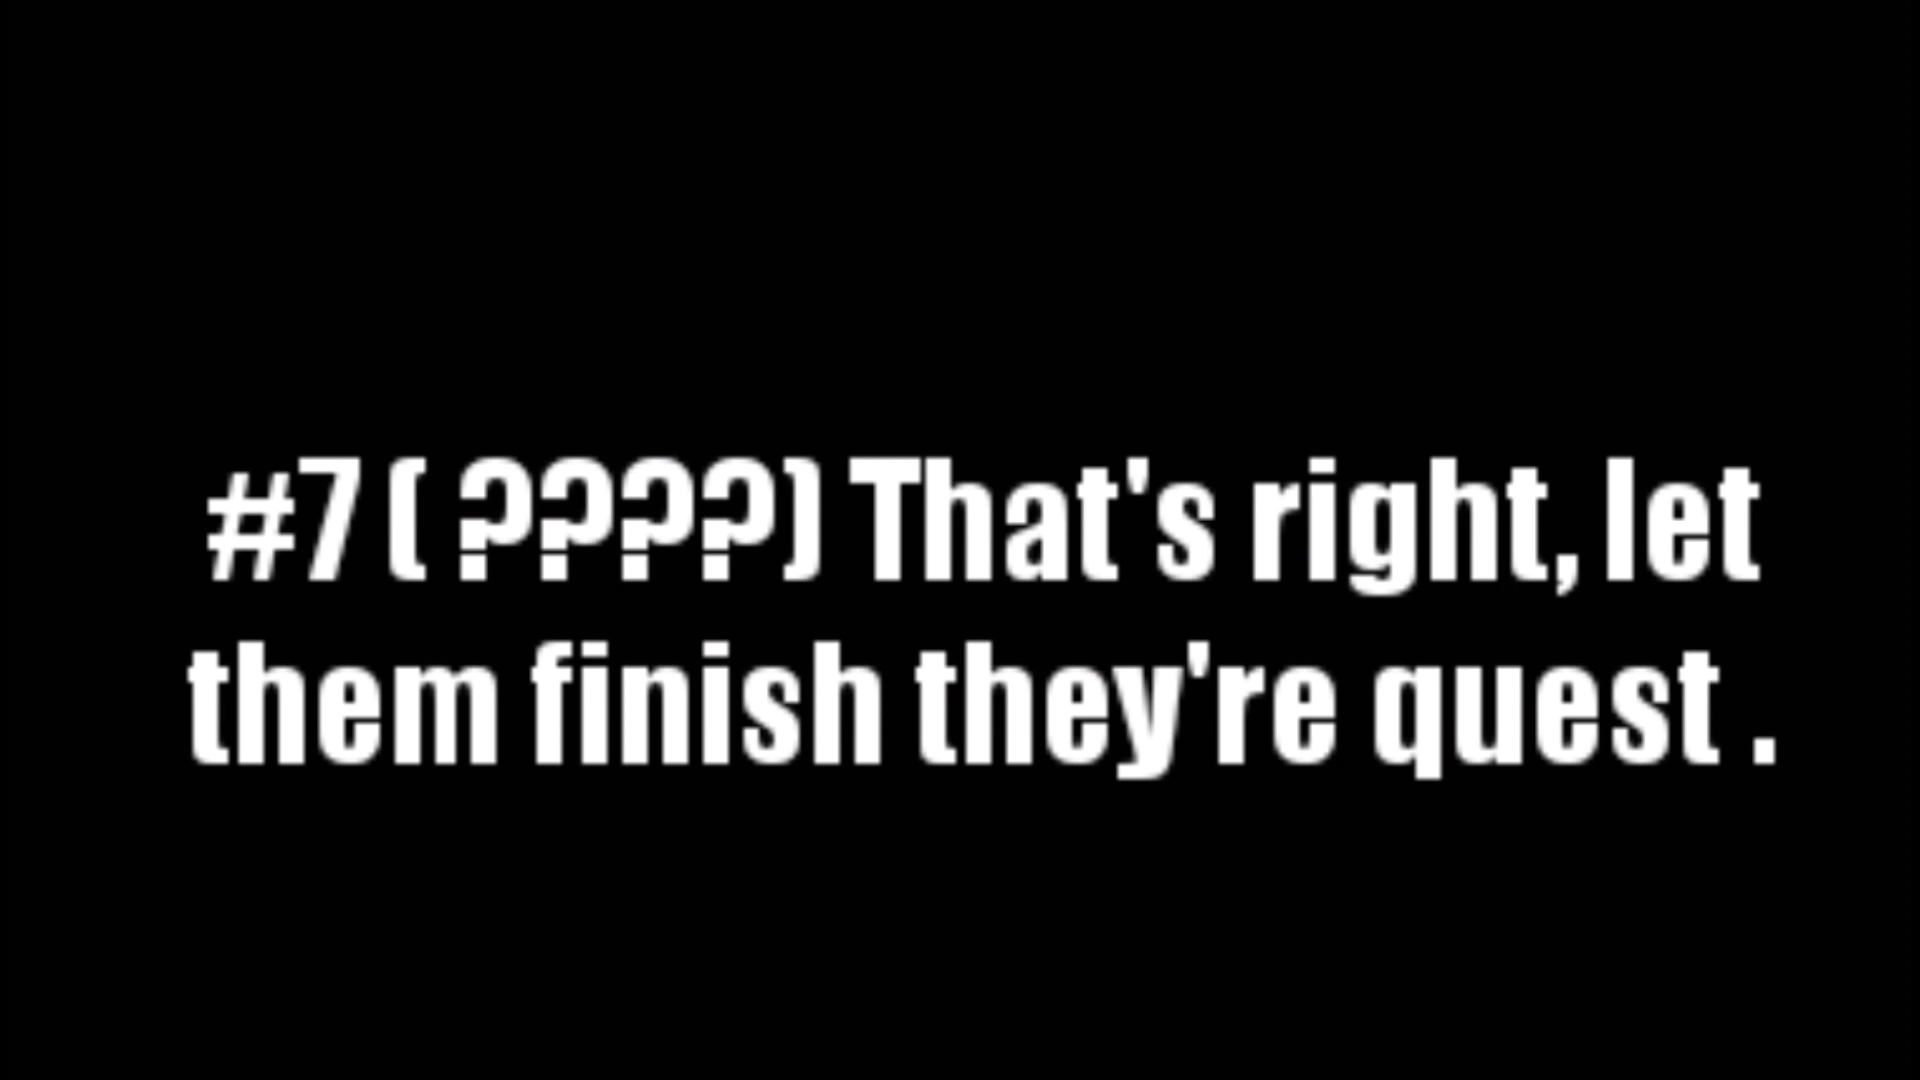 #7 ( ????) That's right, let
them finish they're quest .